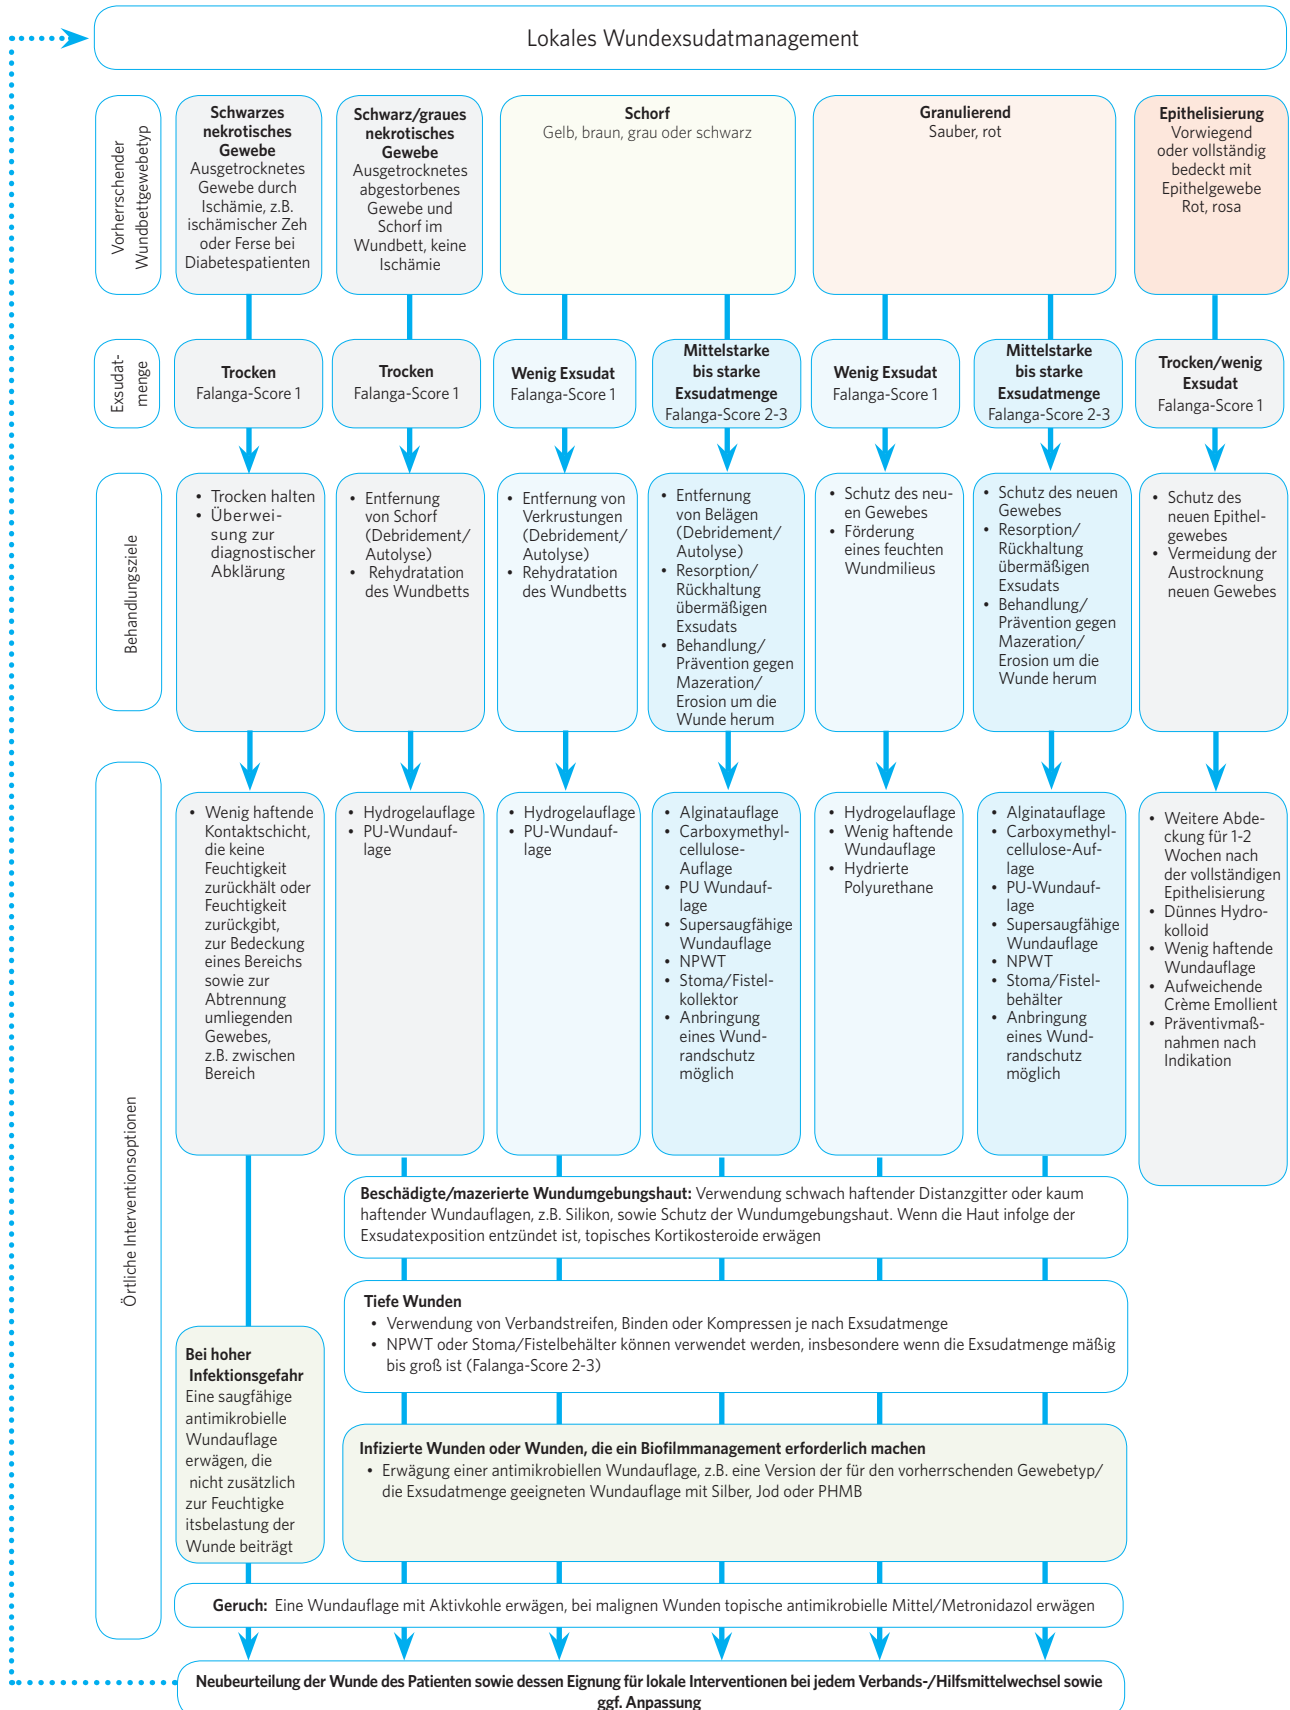 Lokales Wundexsudatmanagement
Vorherrschender
Wundbettgewebetyp
Schwarzes
nekrotisches
Gewebe
Ausgetrocknetes
Gewebe durch
Ischämie, z.B.
ischämischer Zeh
oder Ferse bei
Diabetespatienten
Schwarz/graues
nekrotisches
Gewebe
Ausgetrocknetes
abgestorbenes
Gewebe und
Schorf im
Wundbett, keine
Ischämie
Schorf
Gelb, braun, grau oder schwarz
Granulierend
Sauber, rot
Epithelisierung
Vorwiegend
oder vollständig
bedeckt mit
Epithelgewebe
Rot, rosa
Exsudat-
menge
Trocken
Falanga-Score 1
Trocken
Falanga-Score 1
Wenig Exsudat
Falanga-Score 1
Mittelstarke
bis starke
Exsudatmenge
Falanga-Score 2-3
Wenig Exsudat
Falanga-Score 1
Mittelstarke
bis starke
Exsudatmenge
Falanga-Score 2-3
Trocken/wenig
Exsudat
Falanga-Score 1
Behandlungsziele
• Trocken halten
• Überwei-
sung zur
diagnostischer
Abklärung
• Entfernung
von Schorf
(Debridement/
Autolyse)
• Rehydratation
des Wundbetts
• Entfernung von
Verkrustungen
(Debridement/
Autolyse)
• Rehydratation
des Wundbetts
• Entfernung
von Belägen
(Debridement/
Autolyse)
• Resorption/
Rückhaltung
übermäßigen
Exsudats
• Behandlung/
Prävention gegen
Mazeration/
Erosion um die
Wunde herum
• Schutz des neu-
en Gewebes
• Förderung
eines feuchten
Wundmilieus
• Schutz des neuen
Gewebes
• Resorption/
Rückhaltung
übermäßigen
Exsudats
• Behandlung/
Prävention gegen
Mazeration/
Erosion um die
Wunde herum
• Schutz des
neuen Epithel-
gewebes
• Vermeidung der
Austrocknung
neuen Gewebes
Örtliche Interventionsoptionen
• Wenig haftende
Kontaktschicht,
die keine
Feuchtigkeit
zurückhält oder
Feuchtigkeit
zurückgibt,
zur Bedeckung
eines Bereichs
sowie zur
Abtrennung
umliegenden
Gewebes,
z.B. zwischen
Bereich
• Hydrogelauflage
• PU-Wundauf-
lage
• Hydrogelauflage
• PU-Wundauf-
lage
• Alginatauflage
• Carboxymethyl-
cellulose-
Auflage
• PU Wundauf-
lage
• Supersaugfähige
Wundauflage
• NPWT
• Stoma/Fistel-
kollektor
• Anbringung
eines Wund-
randschutz
möglich
• Hydrogelauflage
• Wenig haftende
Wundauflage
• Hydrierte
Polyurethane
• Alginatauflage
• Carboxymethyl-
cellulose-Auf-
lage
• PU-Wundauf-
lage
• Supersaugfähige
Wundauflage
• NPWT
• Stoma/Fistel-
behälter
• Anbringung
eines Wund-
randschutz
möglich
• Weitere Abde-
ckung für 1-2
Wochen nach
der vollständigen
Epithelisierung
• Dünnes Hydro-
kolloid
• Wenig haftende
Wundauflage
• Aufweichende
Crème Emollient
• Präventivmaß-
nahmen nach
Indikation
Beschädigte/mazerierte Wundumgebungshaut: Verwendung schwach haftender Distanzgitter oder kaum
haftender Wundauflagen, z.B. Silikon, sowie Schutz der Wundumgebungshaut. Wenn die Haut infolge der
Exsudatexposition entzündet ist, topisches Kortikosteroide erwägen
Tiefe Wunden
• Verwendung von Verbandstreifen, Binden oder Kompressen je nach Exsudatmenge
• NPWT oder Stoma/Fistelbehälter können verwendet werden, insbesondere wenn die Exsudatmenge mäßig
bis groß ist (Falanga-Score 2-3)
Bei hoher
Infektionsgefahr
Eine saugfähige
antimikrobielle
Wundauflage
erwägen, die
nicht zusätzlich
zur Feuchtigke
itsbelastung der
Wunde beiträgt
Infizierte Wunden oder Wunden, die ein Biofilmmanagement erforderlich machen
• Erwägung einer antimikrobiellen Wundauflage, z.B. eine Version der für den vorherrschenden Gewebetyp/
die Exsudatmenge geeigneten Wundauflage mit Silber, Jod oder PHMB
Geruch: Eine Wundauflage mit Aktivkohle erwägen, bei malignen Wunden topische antimikrobielle Mittel/Metronidazol erwägen
Neubeurteilung der Wunde des Patienten sowie dessen Eignung für lokale Interventionen bei jedem Verbands-/Hilfsmittelwechsel sowie
ggf. Anpassung